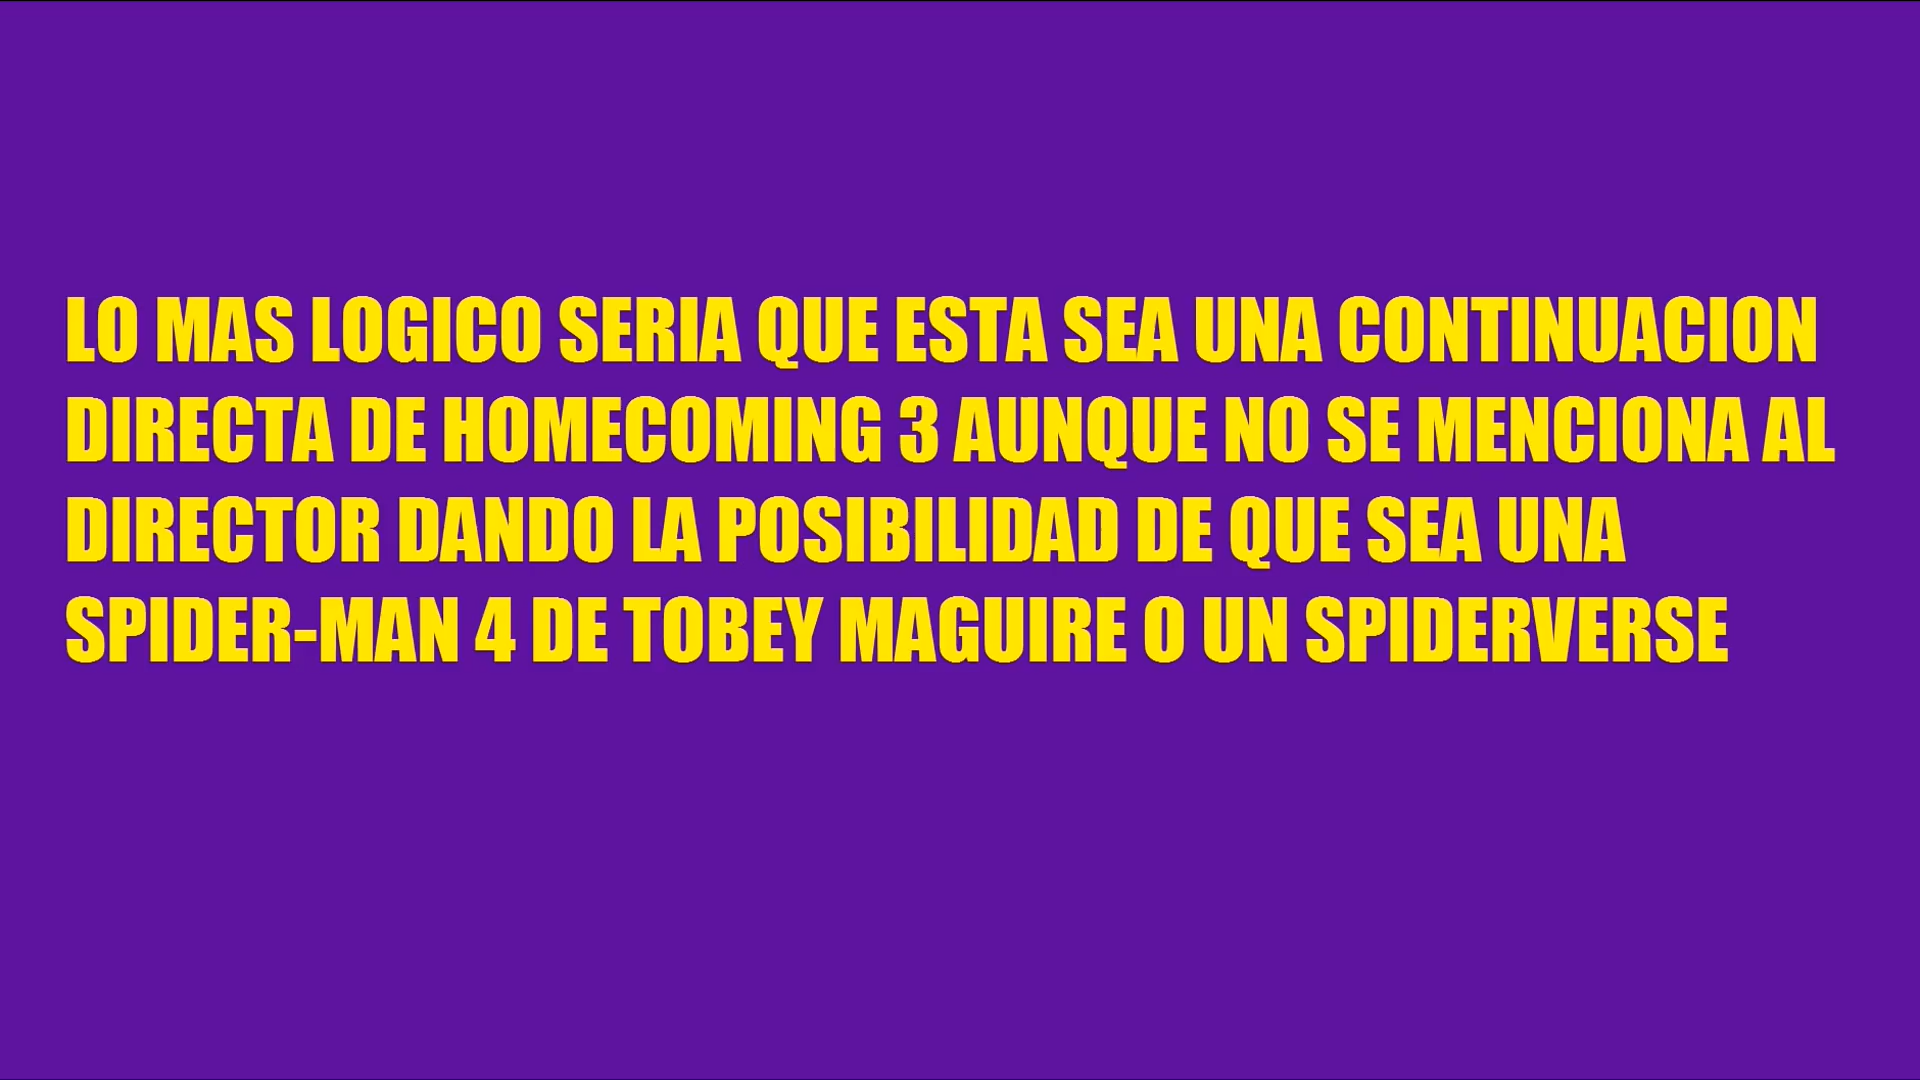 LO MAS LOGICO SERIA QUE ESTA SEA UNA CONTINUACION
DIRECTA DE HOMECOMING 3 AUNQUE NO SE MENCIONA AL
DIRECTOR DANDO LA POSIBILIDAD DE QUE SEA UNA
SPIDER-MAN 4 DE TOBEY MAGUIRE O UN SPIDERVERSE